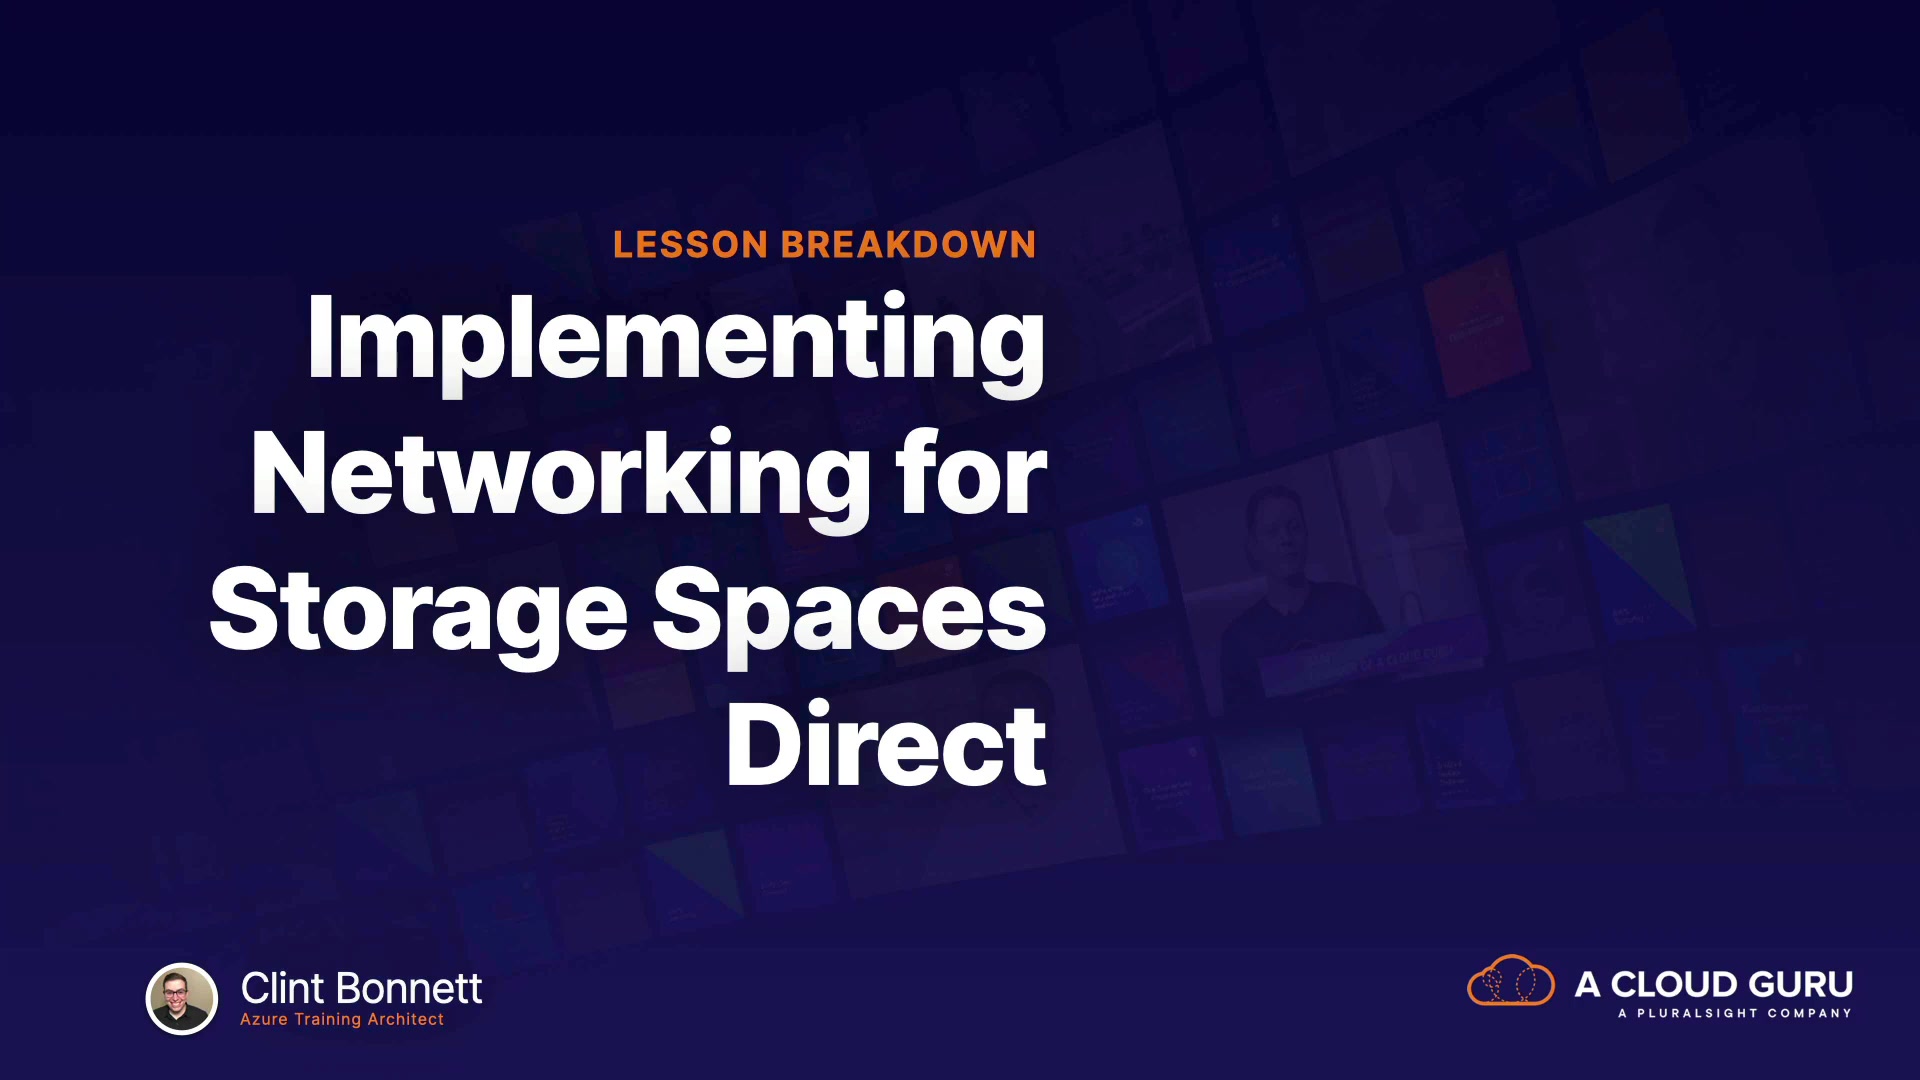 LESSON BREAKDOWN
Implementing
Networking for
Storage Spaces
Direct
Clint Bonnett
Azure Training Architect
A CLOUD GURU
A PLURALSIGHT COMPANY